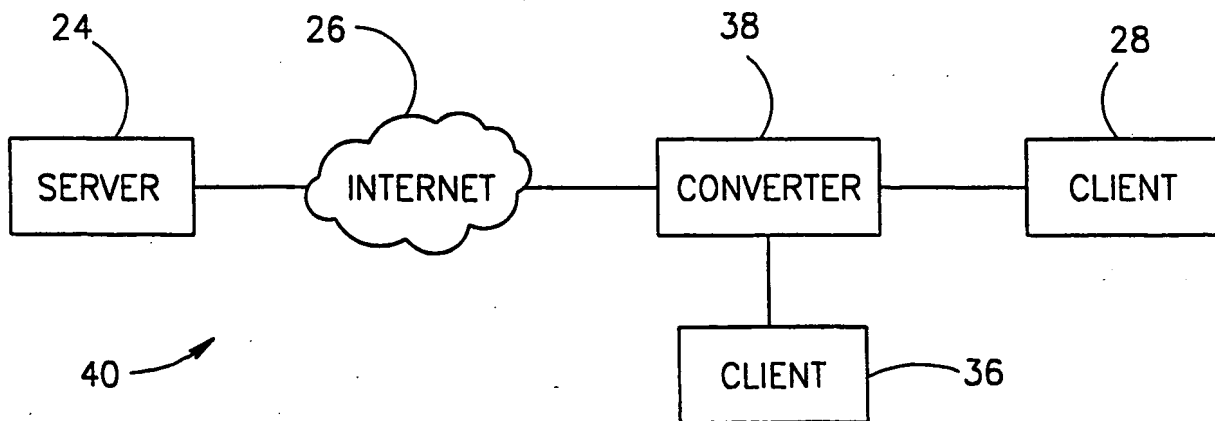 24
26
38
28
SERVER
INTERNET
CONVERTER
CLIENT
40
CLIENT
36